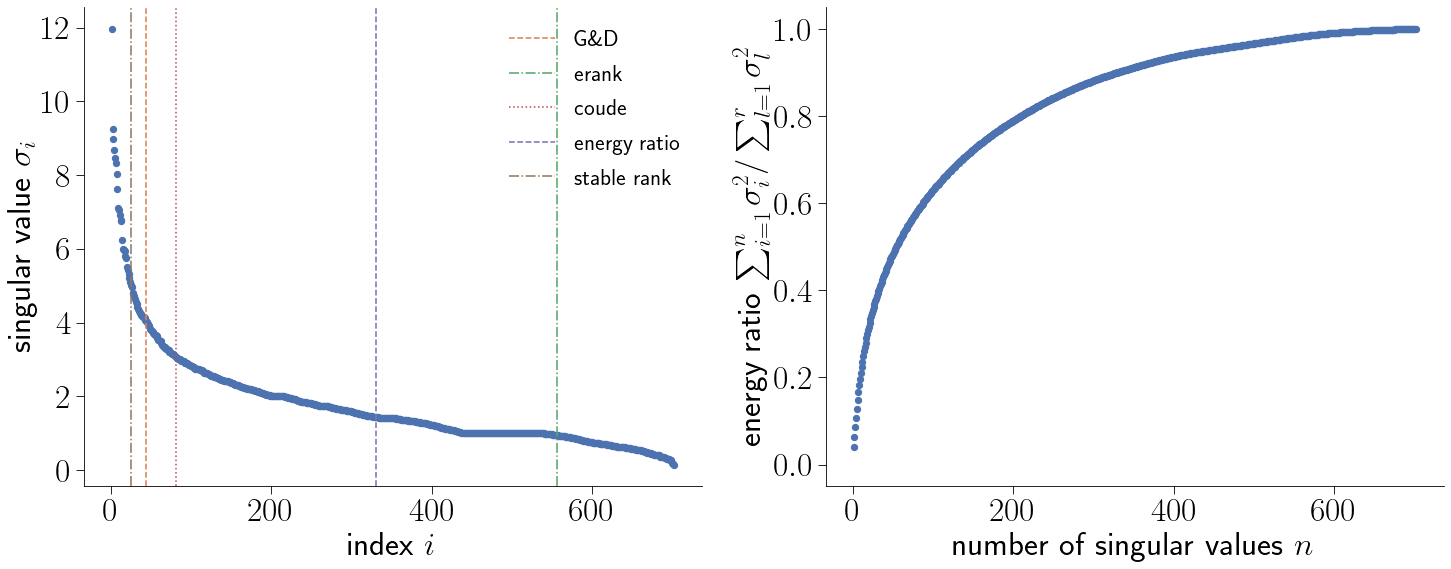 12
10
8
6
4
2
0
singular value σ_i
0 200 400 600
index i
G&D
erank
coude
energy ratio
stable rank
1.0
0.8
0.6
0.4
0.2
0.0
energy ratio ∑_{i=1}^{n} σ_i^2 / ∑_{l=1}^{r} σ_l^2
0 200 400 600
number of singular values n